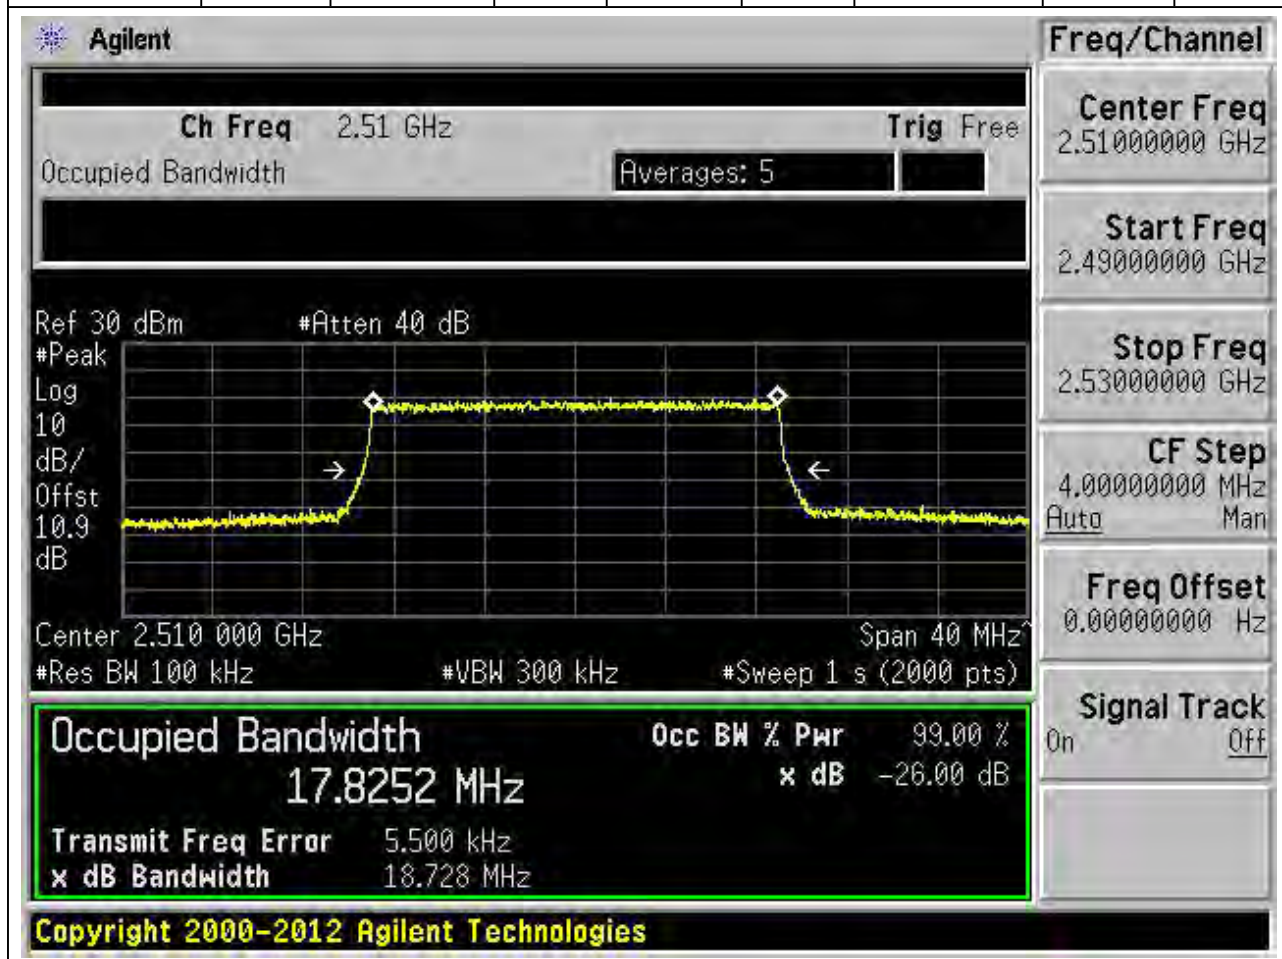 Agilent
Freq/Channel
Ch Freq 2.51 GHz Trig Free
Occupied Bandwidth Averages: 5
Center Freq
2.51000000 GHz
Start Freq
2.49000000 GHz
Stop Freq
2.53000000 GHz
CF Step
4.00000000 MHz
Auto Man
Freq Offset
0.00000000 Hz
Signal Track
On Off
Ref 30 dBm #Atten 40 dB
#Peak
Log
10
dB/
Offst
10.9
dB
Center 2.510 000 GHz Span 40 MHz^
#Res BW 100 kHz #VBW 300 kHz #Sweep 1 s (2000 pts)
Occupied Bandwidth Occ BW % Pwr 99.00 %
17.8252 MHz x dB -26.00 dB
Transmit Freq Error 5.500 kHz
x dB Bandwidth 18.728 MHz
Copyright 2000-2012 Agilent Technologies